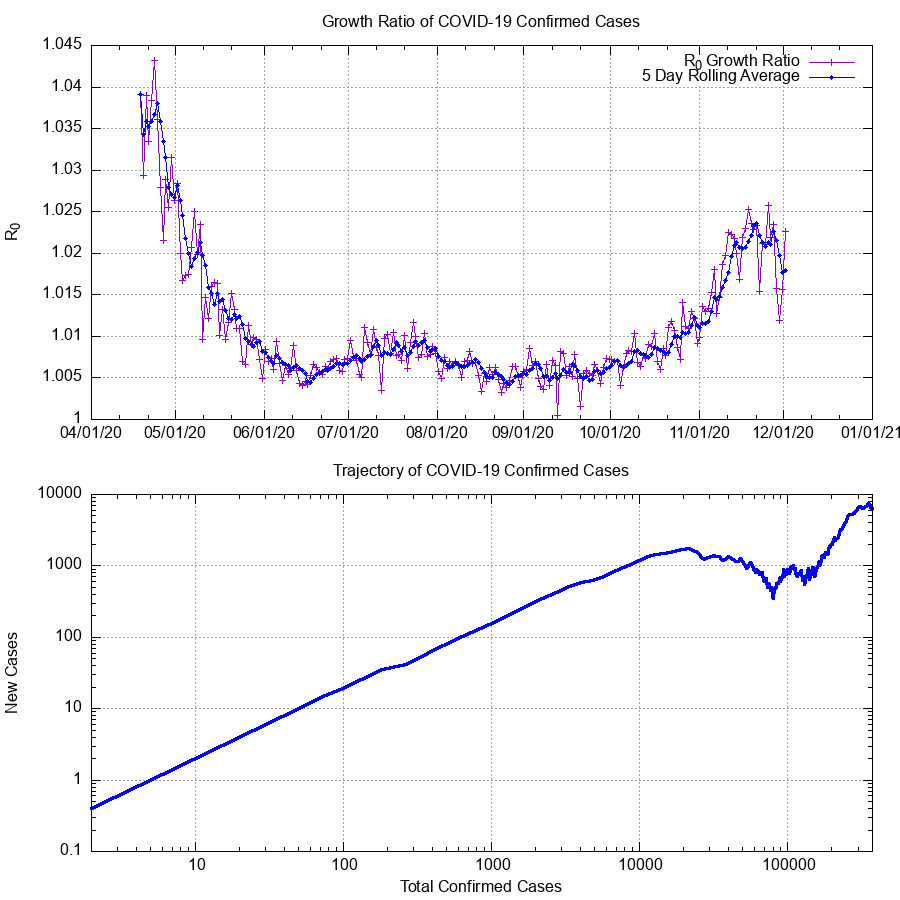 Growth Ratio of COVID-19 Confirmed Cases
1.045
1.04
1.035
1.03
1.025
1.02
1.015
1.01
1.005
1
R0
R0 Growth Ratio
5 Day Rolling Average
04/01/20 05/01/20 06/01/20 07/01/20 08/01/20 09/01/20 10/01/20 11/01/20 12/01/20 01/01/21
Trajectory of COVID-19 Confirmed Cases
10000
1000
100
10
1
0.1
New Cases
10 100 1000 10000 100000
Total Confirmed Cases